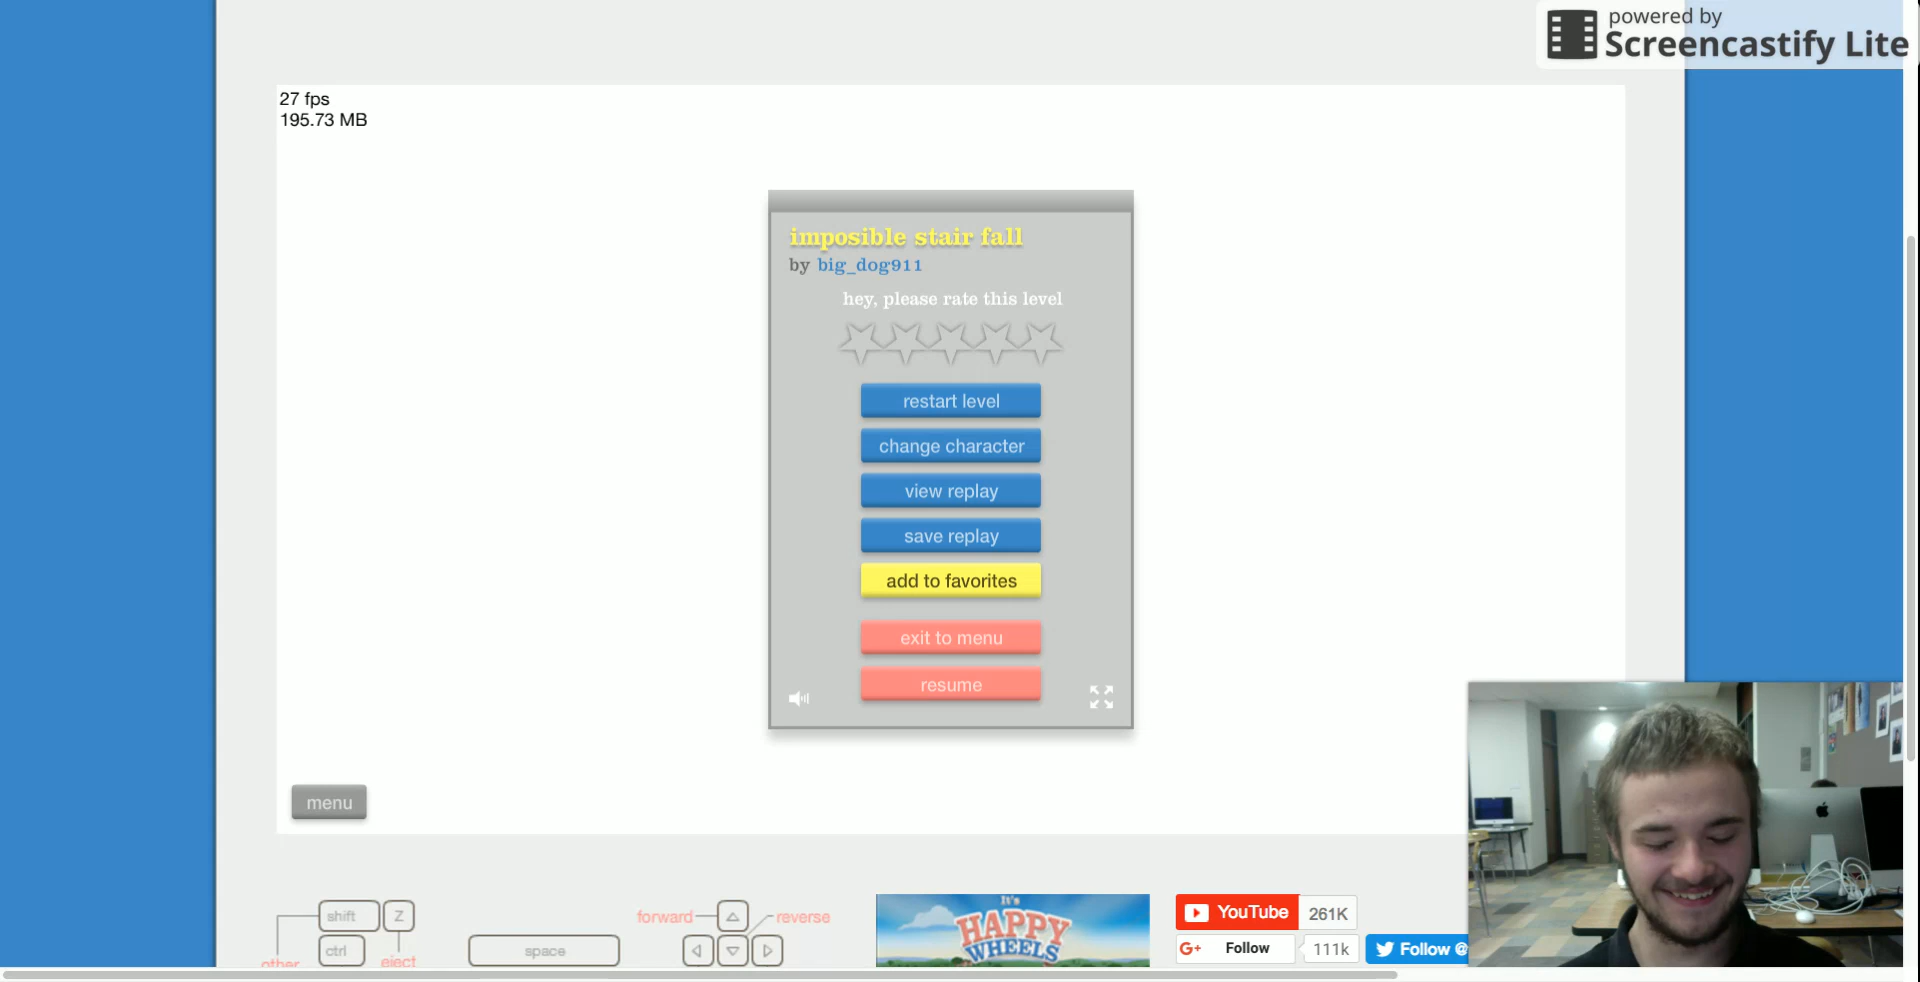 powered by
Screencastify Lite
27 fps
195.73 MB
imposible stair fall
by big_dog911
hey, please rate this level
restart level
change character
view replay
save replay
add to favorites
exit to menu
resume
menu
shift
Z
ctrl
other
eject
space
forward
reverse
It's
HAPPY
WHEELS
YouTube 261K
G+ Follow 111k
Follow @